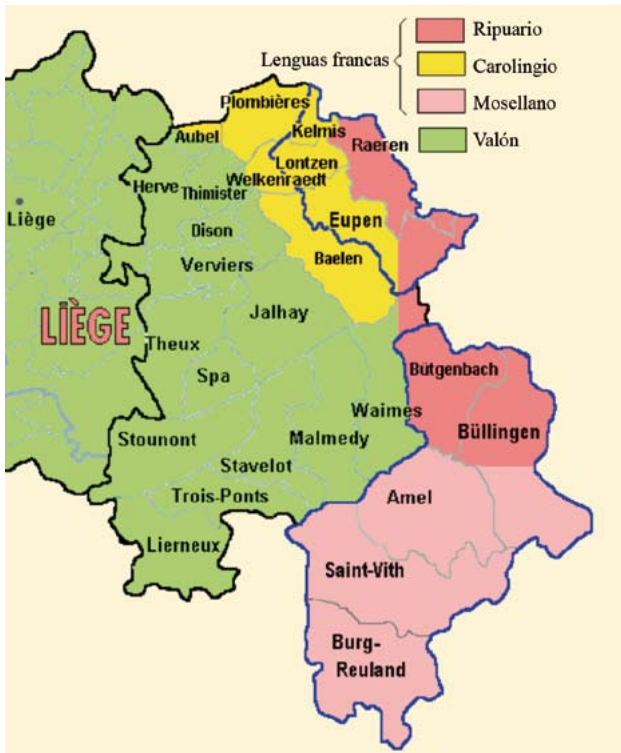 Lenguas francas
Ripuario
Carolingio
Mosellano
Valón
Plombières
Kelmis
Aubel
Raeren
Lontzen
Welkenraedt
Herve
Thimister
Liège
Eupen
Dison
Baelen
Verviers
Jalhay
LIÈGE
Theux
Spa
Bütgenbach
Waimes
Büllingen
Stounont
Malmedy
Stavelot
Trois-Ponts
Amel
Lierneux
Saint-Vith
Burg-
Reuland